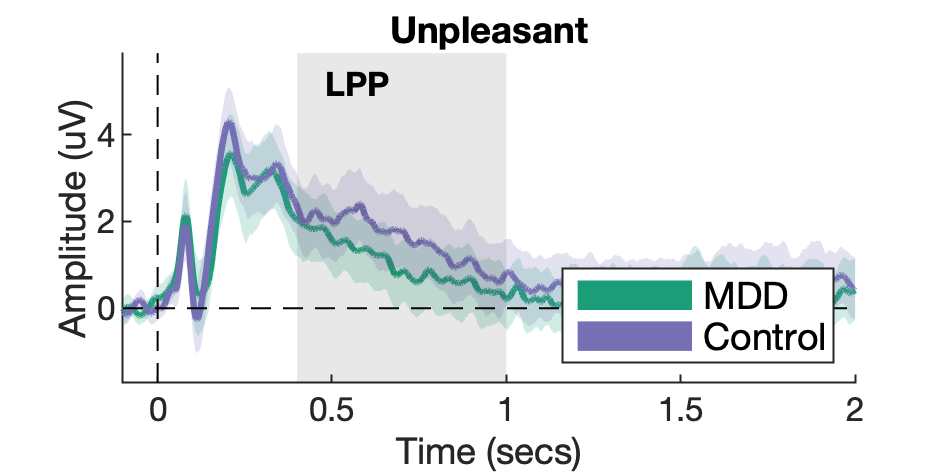 Unpleasant
LPP
Amplitude (uV)
4
2
0
MDD
Control
0 0.5 1 1.5 2
Time (secs)